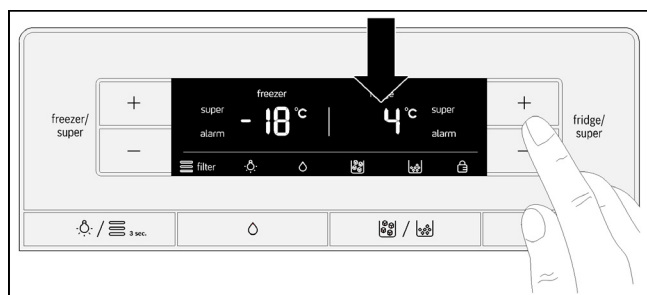 freezer
super
alarm
- 18 °C
4 °C
super
alarm
filter
freezer/
super
+
−
+
−
fridge/
super
/
3 sec.
/